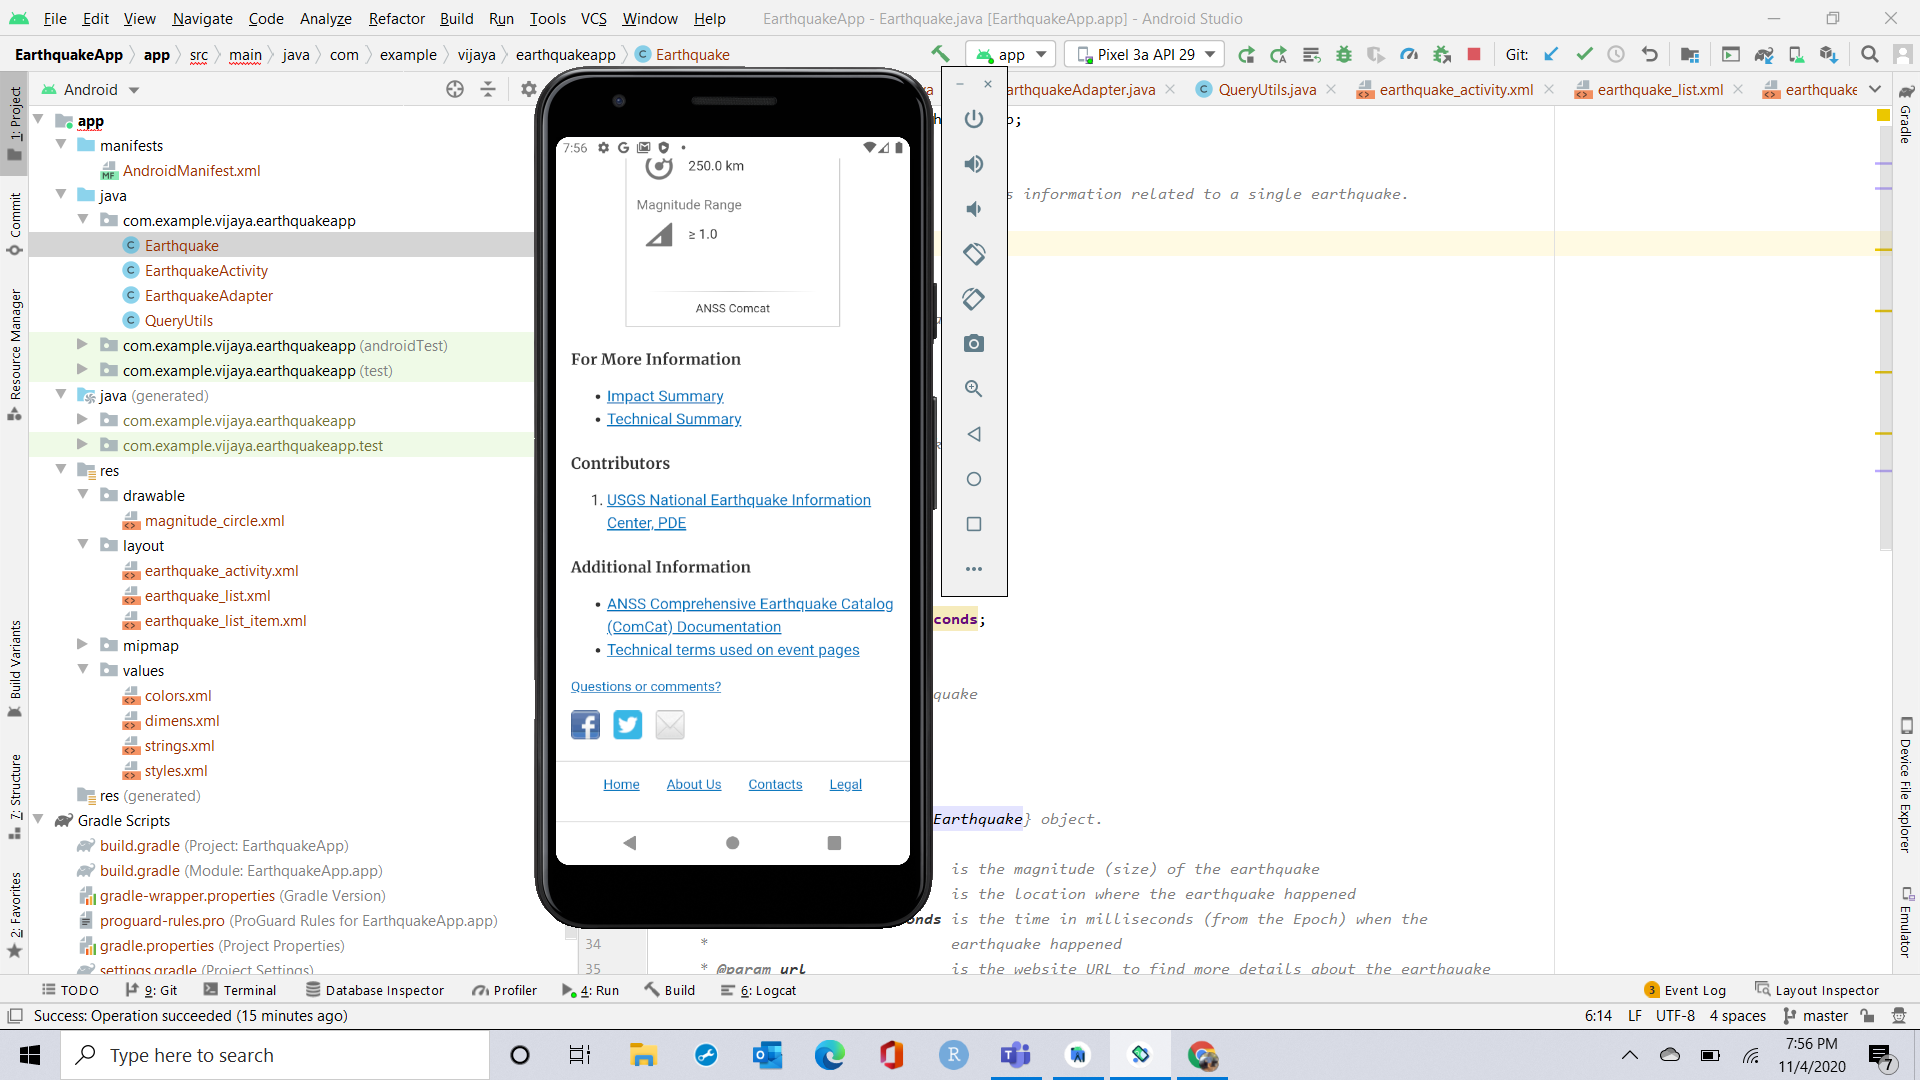 File Edit View Navigate Code Analyze Refactor Build Run Tools VCS Window Help EarthquakeApp - Earthquake.java [EarthquakeApp.app] - Android Studio
EarthquakeApp app src main java com example vijaya earthquakeapp Earthquake app Pixel 3a API 29 Git:
Android
arthquakeAdapter.java QueryUtils.java earthquake_activity.xml earthquake_list.xml earthquake
1: Project
Commit
Resource Manager
Build Variants
7: Structure
2: Favorites
app
manifests
AndroidManifest.xml
java
com.example.vijaya.earthquakeapp
Earthquake
EarthquakeActivity
EarthquakeAdapter
QueryUtils
com.example.vijaya.earthquakeapp (androidTest)
com.example.vijaya.earthquakeapp (test)
java (generated)
com.example.vijaya.earthquakeapp
com.example.vijaya.earthquakeapp.test
res
drawable
magnitude_circle.xml
layout
earthquake_activity.xml
earthquake_list.xml
earthquake_list_item.xml
mipmap
values
colors.xml
dimens.xml
strings.xml
styles.xml
res (generated)
Gradle Scripts
build.gradle (Project: EarthquakeApp)
build.gradle (Module: EarthquakeApp.app)
gradle-wrapper.properties (Gradle Version)
proguard-rules.pro (ProGuard Rules for EarthquakeApp.app)
gradle.properties (Project Properties)
settings.gradle (Project Settings)
7:56
250.0 km
Magnitude Range
≥ 1.0
ANSS Comcat
For More Information
• Impact Summary
• Technical Summary
Contributors
1. USGS National Earthquake Information
Center, PDE
Additional Information
• ANSS Comprehensive Earthquake Catalog
(ComCat) Documentation
• Technical terms used on event pages
Questions or comments?
Home About Us Contacts Legal
s information related to a single earthquake.
conds;
quake
Earthquake} object.
is the magnitude (size) of the earthquake
is the location where the earthquake happened
onds is the time in milliseconds (from the Epoch) when the
34 * earthquake happened
35 * @param url is the website URL to find more details about the earthquake
Gradle
Device File Explorer
Emulator
TODO 9: Git Terminal Database Inspector Profiler 4: Run Build 6: Logcat 3 Event Log Layout Inspector
Success: Operation succeeded (15 minutes ago) 6:14 LF UTF-8 4 spaces master
Type here to search
7:56 PM
11/4/2020
7